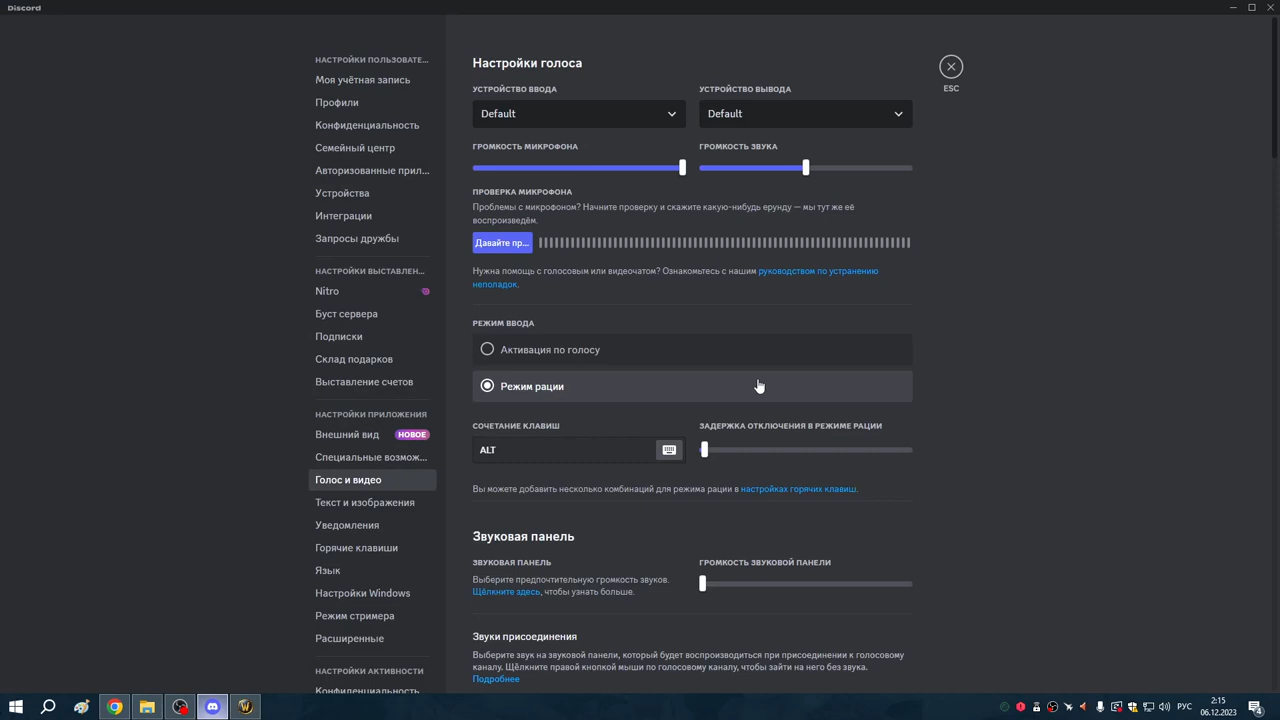 Discord
НАСТРОЙКИ ПОЛЬЗОВАТЕ...
Моя учётная запись
Профили
Конфиденциальность
Семейный центр
Авторизованные прил...
Устройства
Интеграции
Запросы дружбы
НАСТРОЙКИ ВЫСТАВЛЕН...
Nitro
Буст сервера
Подписки
Склад подарков
Выставление счетов
НАСТРОЙКИ ПРИЛОЖЕНИЯ
Внешний вид НОВОЕ
Специальные возмож...
Голос и видео
Текст и изображения
Уведомления
Горячие клавиши
Язык
Настройки Windows
Режим стримера
Расширенные
НАСТРОЙКИ АКТИВНОСТИ
Конфиденциальность
Настройки голоса
ESC
УСТРОЙСТВО ВВОДА УСТРОЙСТВО ВЫВОДА
Default Default
ГРОМКОСТЬ МИКРОФОНА ГРОМКОСТЬ ЗВУКА
ПРОВЕРКА МИКРОФОНА
Проблемы с микрофоном? Начните проверку и скажите какую-нибудь ерунду — мы тут же её
воспроизведём.
Давайте пр...
Нужна помощь с голосовым или видеочатом? Ознакомьтесь с нашим руководством по устранению
неполадок.
РЕЖИМ ВВОДА
Активация по голосу
Режим рации
СОЧЕТАНИЕ КЛАВИШ ЗАДЕРЖКА ОТКЛЮЧЕНИЯ В РЕЖИМЕ РАЦИИ
ALT
Вы можете добавить несколько комбинаций для режима рации в настройках горячих клавиш.
Звуковая панель
ЗВУКОВАЯ ПАНЕЛЬ ГРОМКОСТЬ ЗВУКОВОЙ ПАНЕЛИ
Выберите предпочтительную громкость звуков.
Щёлкните здесь, чтобы узнать больше.
Звуки присоединения
Выберите звук на звуковой панели, который будет воспроизводиться при присоединении к голосовому
каналу. Щёлкните правой кнопкой мыши по голосовому каналу, чтобы зайти на него без звука.
Подробнее
РУС
2:15
06.12.2023
4